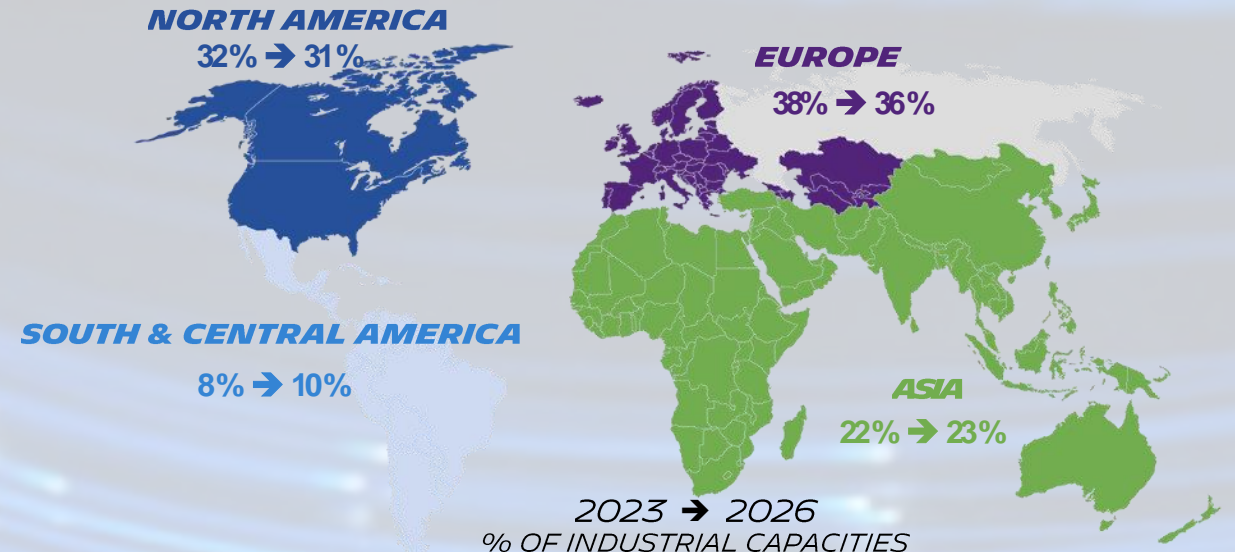 NORTH AMERICA
32% ➔ 31%
EUROPE
38% ➔ 36%
SOUTH & CENTRAL AMERICA
8% ➔ 10%
ASIA
22% ➔ 23%
2023 ➔ 2026
% OF INDUSTRIAL CAPACITIES